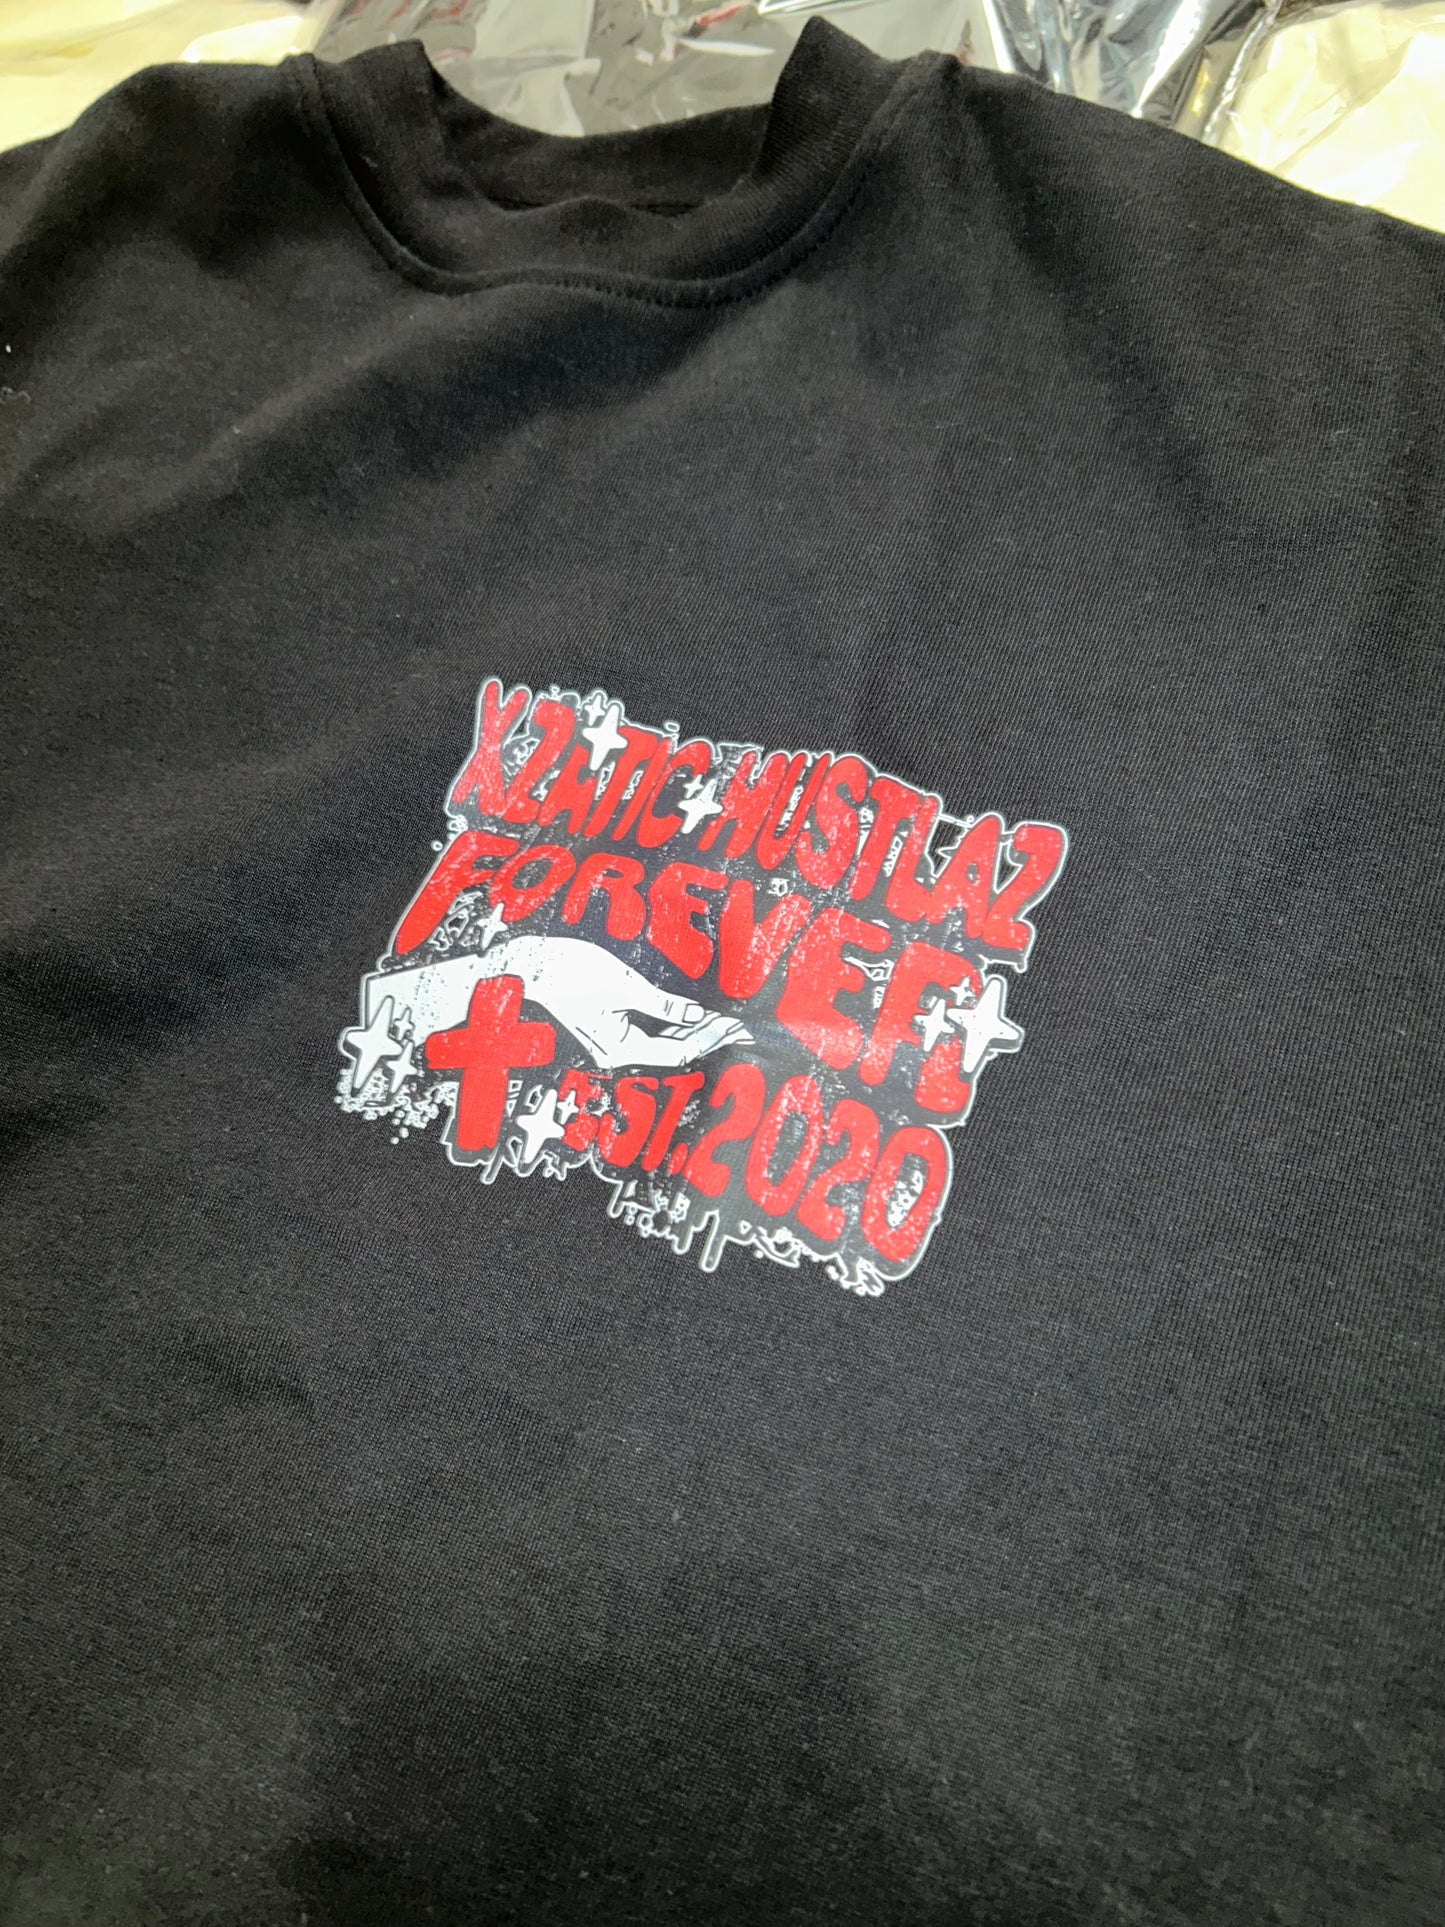 XZATIC HUSTLAZ
FOREVER
EST. 2020